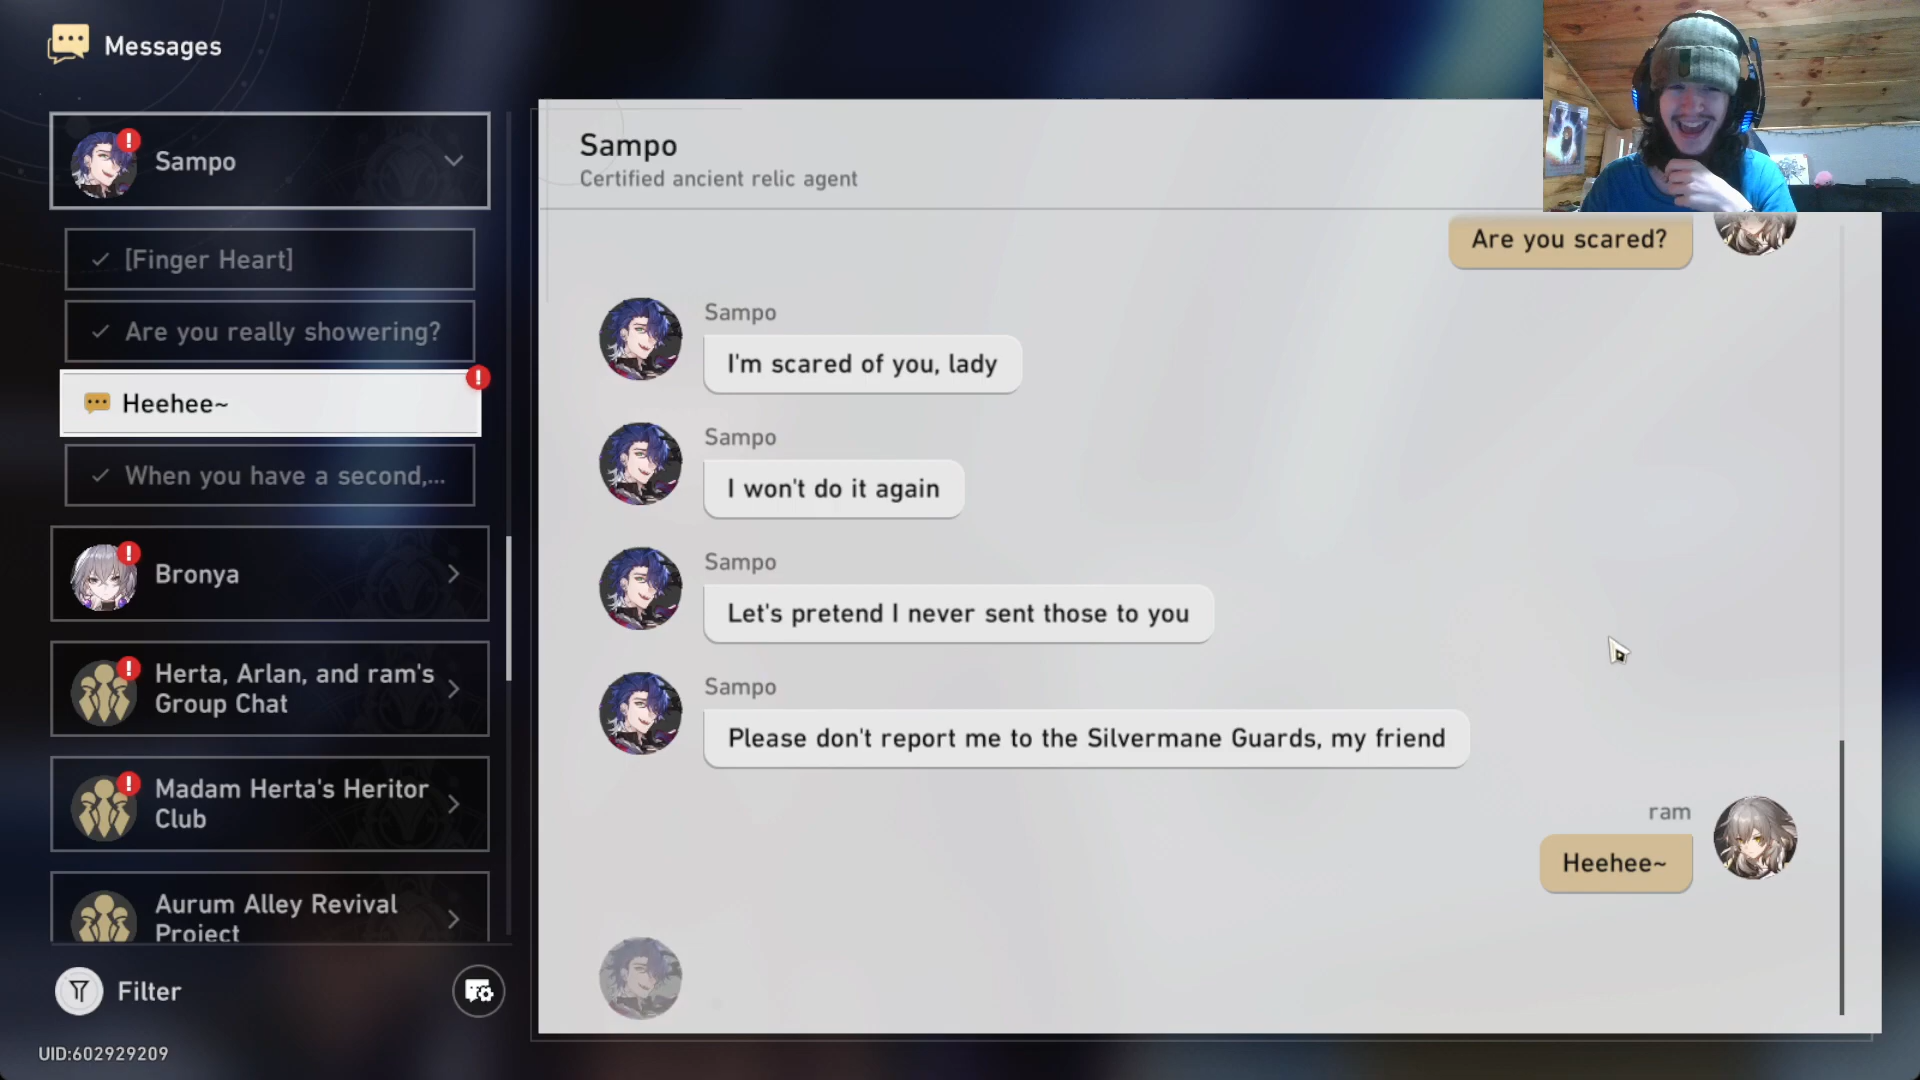 Messages
Sampo
[Finger Heart]
Are you really showering?
Heehee~
When you have a second,...
Bronya
Herta, Arlan, and ram's
Group Chat
Madam Herta's Heritor
Club
Aurum Alley Revival
Project
Filter
UID:602929209
Sampo
Certified ancient relic agent
Are you scared?
Sampo
I'm scared of you, lady
Sampo
I won't do it again
Sampo
Let's pretend I never sent those to you
Sampo
Please don't report me to the Silvermane Guards, my friend
ram
Heehee~